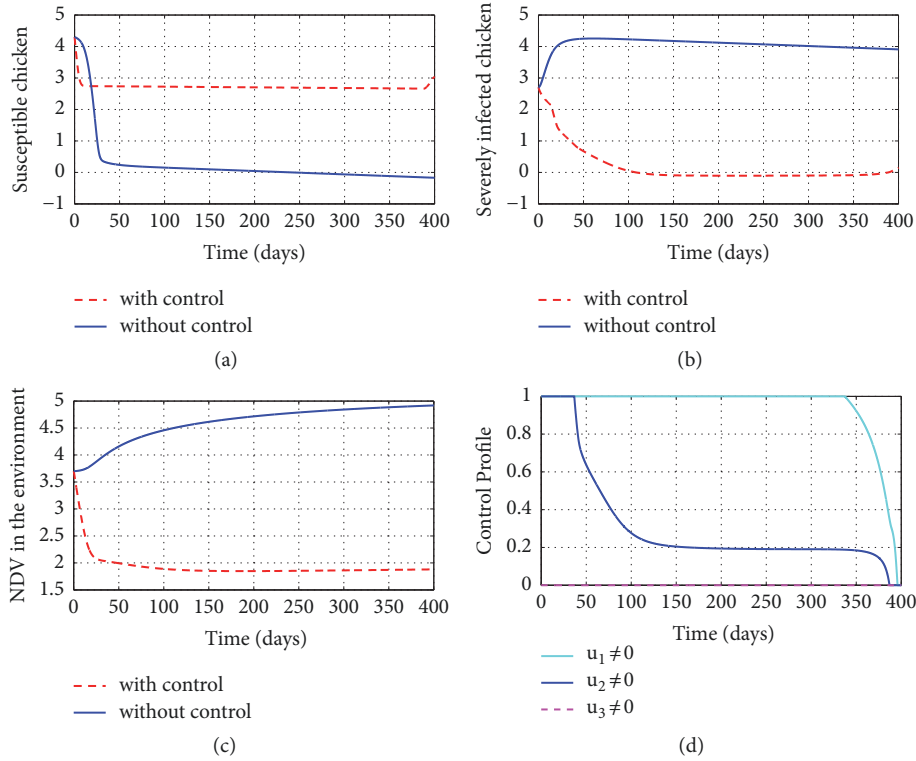 5
4
3
2
1
0
−1
Susceptible chicken
0 50 100 150 200 250 300 350 400
Time (days)
with control
without control
(a)
5
4
3
2
1
0
−1
Severely infected chicken
0 50 100 150 200 250 300 350 400
Time (days)
with control
without control
(b)
5
4.5
4
3.5
3
2.5
2
1.5
NDV in the environment
0 50 100 150 200 250 300 350 400
Time (days)
with control
without control
(c)
1
0.8
0.6
0.4
0.2
0
Control Profile
0 50 100 150 200 250 300 350 400
Time (days)
u₁ ≠ 0
u₂ ≠ 0
u₃ ≠ 0
(d)